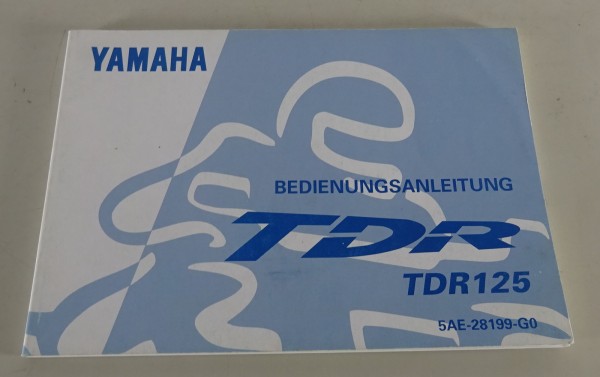 YAMAHA
BEDIENUNGSANLEITUNG
TDR
TDR125
5AE-28199-G0